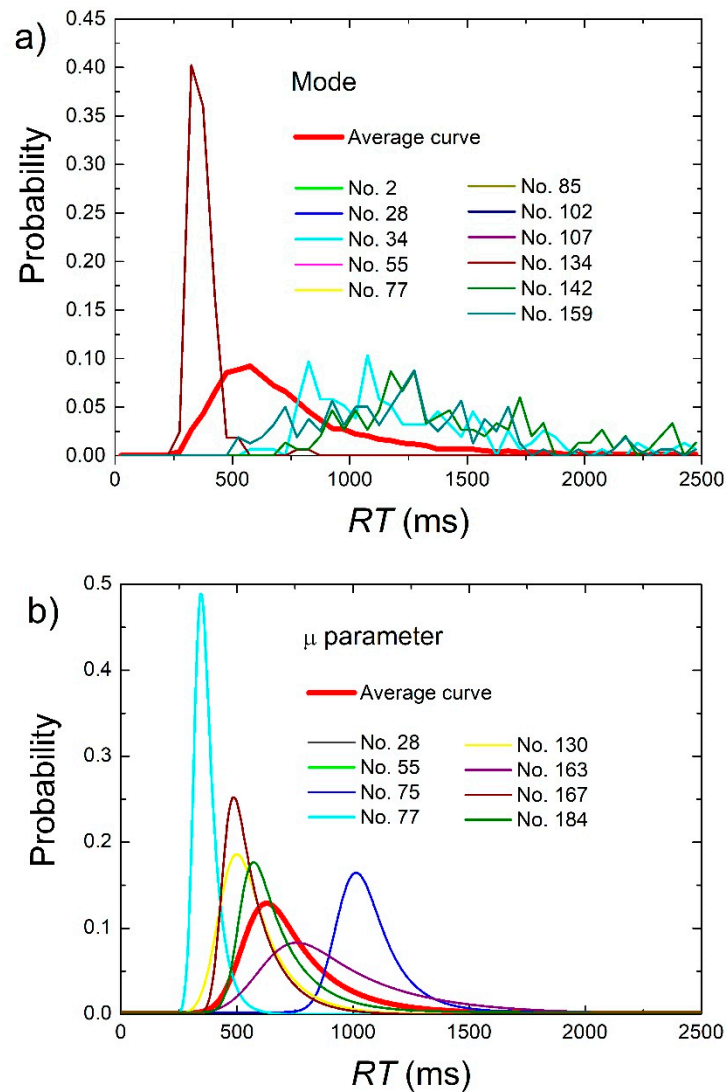 a)
Mode
Average curve
No. 2
No. 28
No. 34
No. 55
No. 77
No. 85
No. 102
No. 107
No. 134
No. 142
No. 159
Probability
0.40
0.35
0.30
0.25
0.20
0.15
0.10
0.05
0.00
0
500
1000
1500
2000
2500
RT (ms)
b)
μ parameter
Average curve
No. 28
No. 55
No. 75
No. 77
No. 130
No. 163
No. 167
No. 184
Probability
0.5
0.4
0.3
0.2
0.1
0.0
0
500
1000
1500
2000
2500
RT (ms)